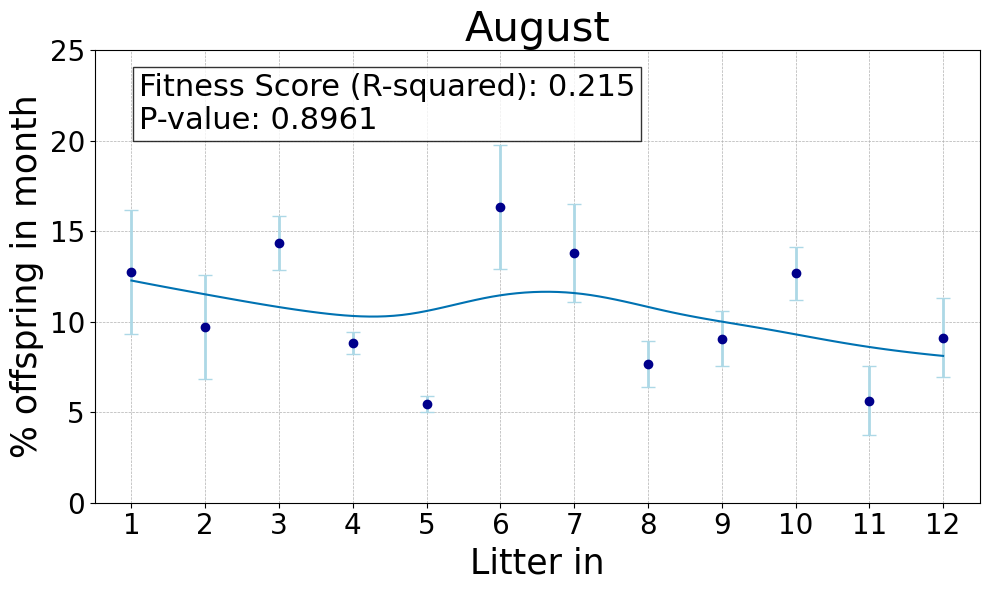 August
Fitness Score (R-squared): 0.215
P-value: 0.8961
% offspring in month
25
20
15
10
5
0
1 2 3 4 5 6 7 8 9 10 11 12
Litter in